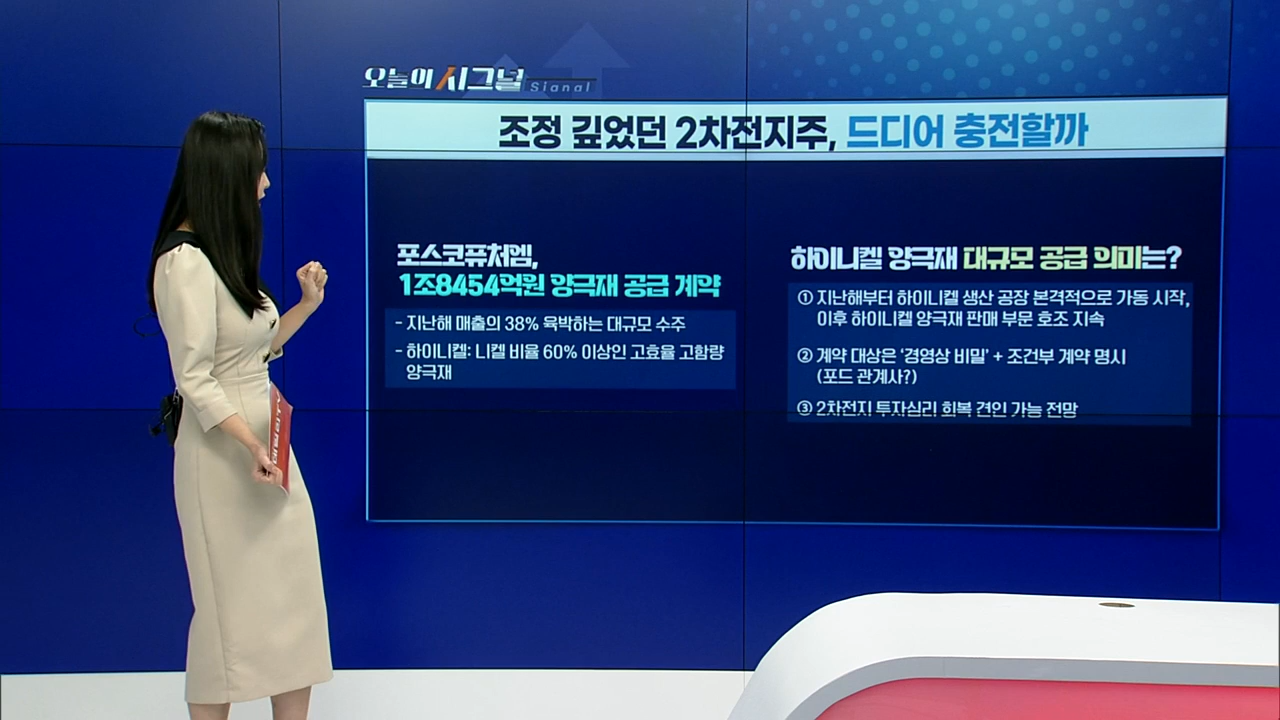 오늘의 시그널 Signal
조정 깊었던 2차전지주, 드디어 충전할까
포스코퓨처엠,
1조8454억원 양극재 공급 계약
- 지난해 매출의 38% 육박하는 대규모 수주
- 하이니켈: 니켈 비율 60% 이상인 고효율 고함량
양극재
하이니켈 양극재 대규모 공급 의미는?
① 지난해부터 하이니켈 생산 공장 본격적으로 가동 시작,
이후 하이니켈 양극재 판매 부문 호조 지속
② 계약 대상은 '경영상 비밀' + 조건부 계약 명시
(포드 관계사?)
③ 2차전지 투자심리 회복 견인 가능 전망